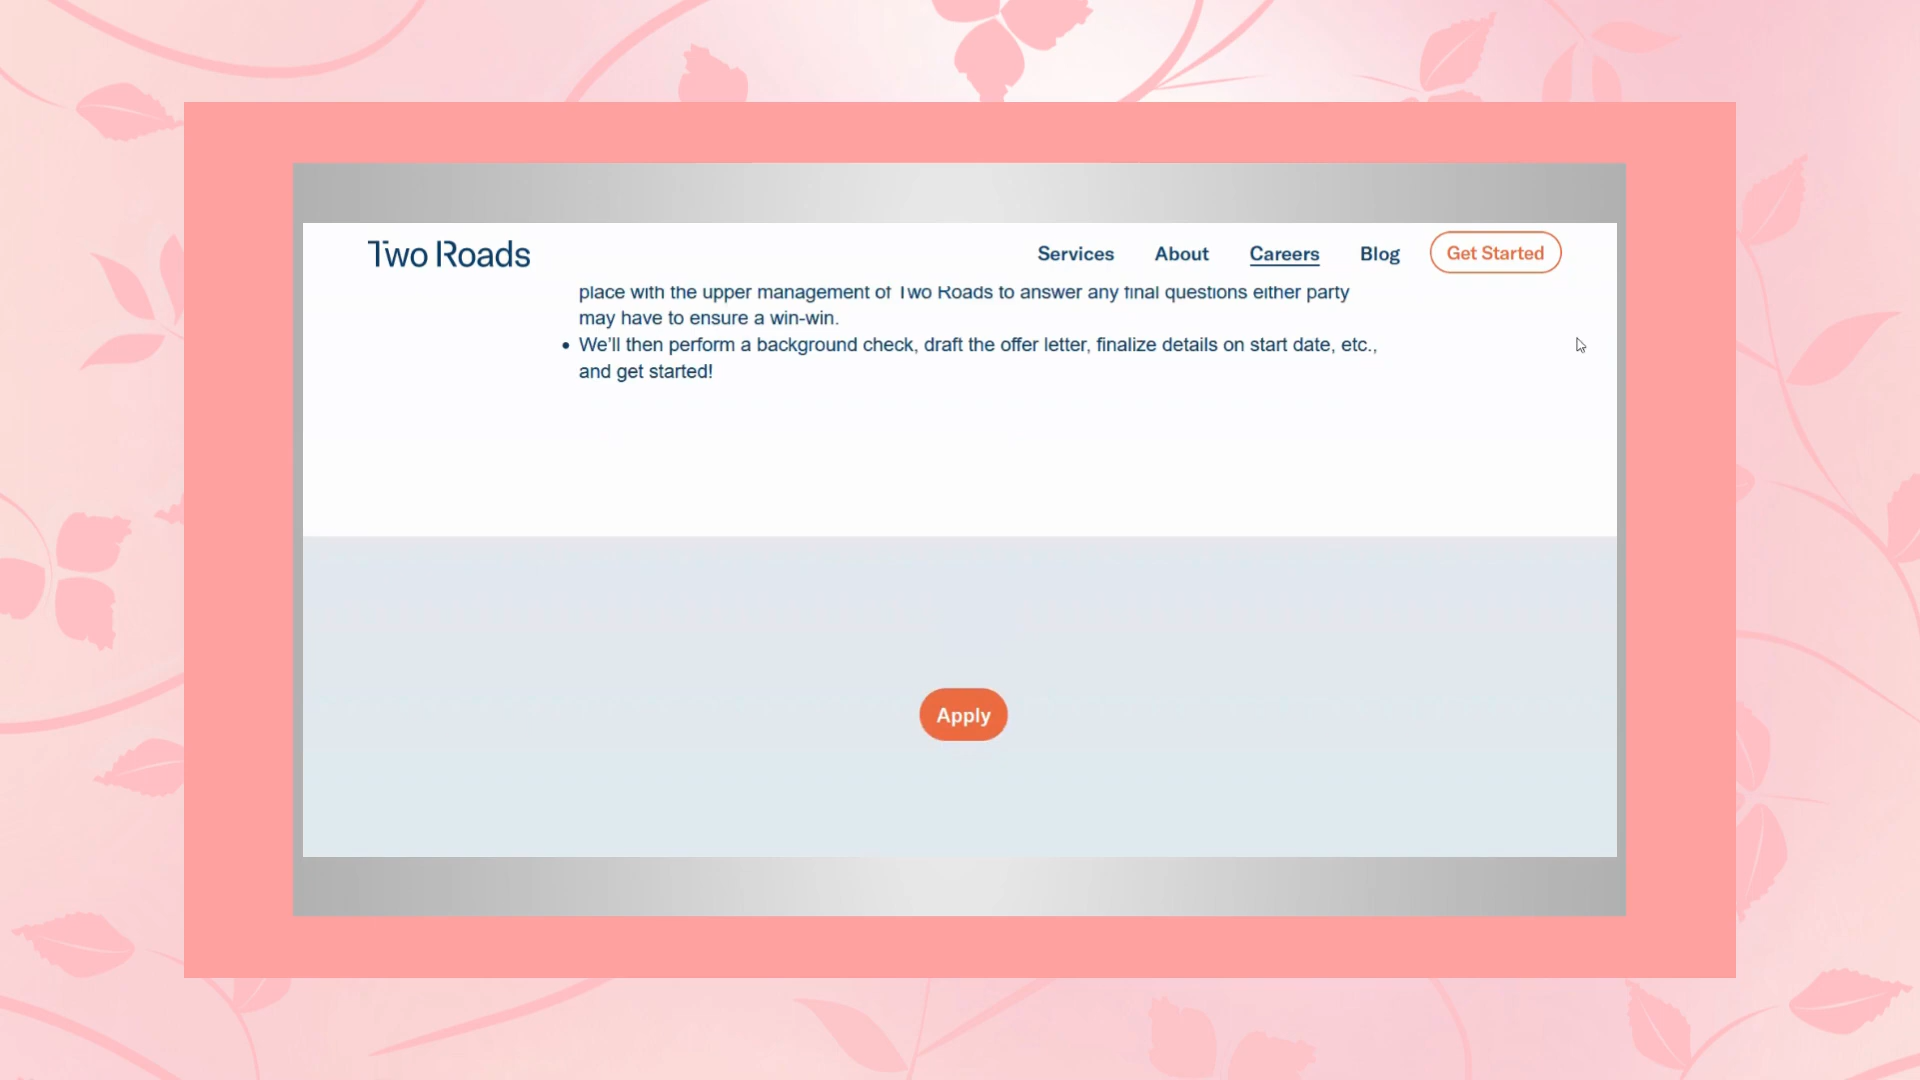 Two Roads
Services About Careers Blog Get Started
place with the upper management of Two Roads to answer any final questions either party
may have to ensure a win-win.
• We'll then perform a background check, draft the offer letter, finalize details on start date, etc.,
and get started!
Apply